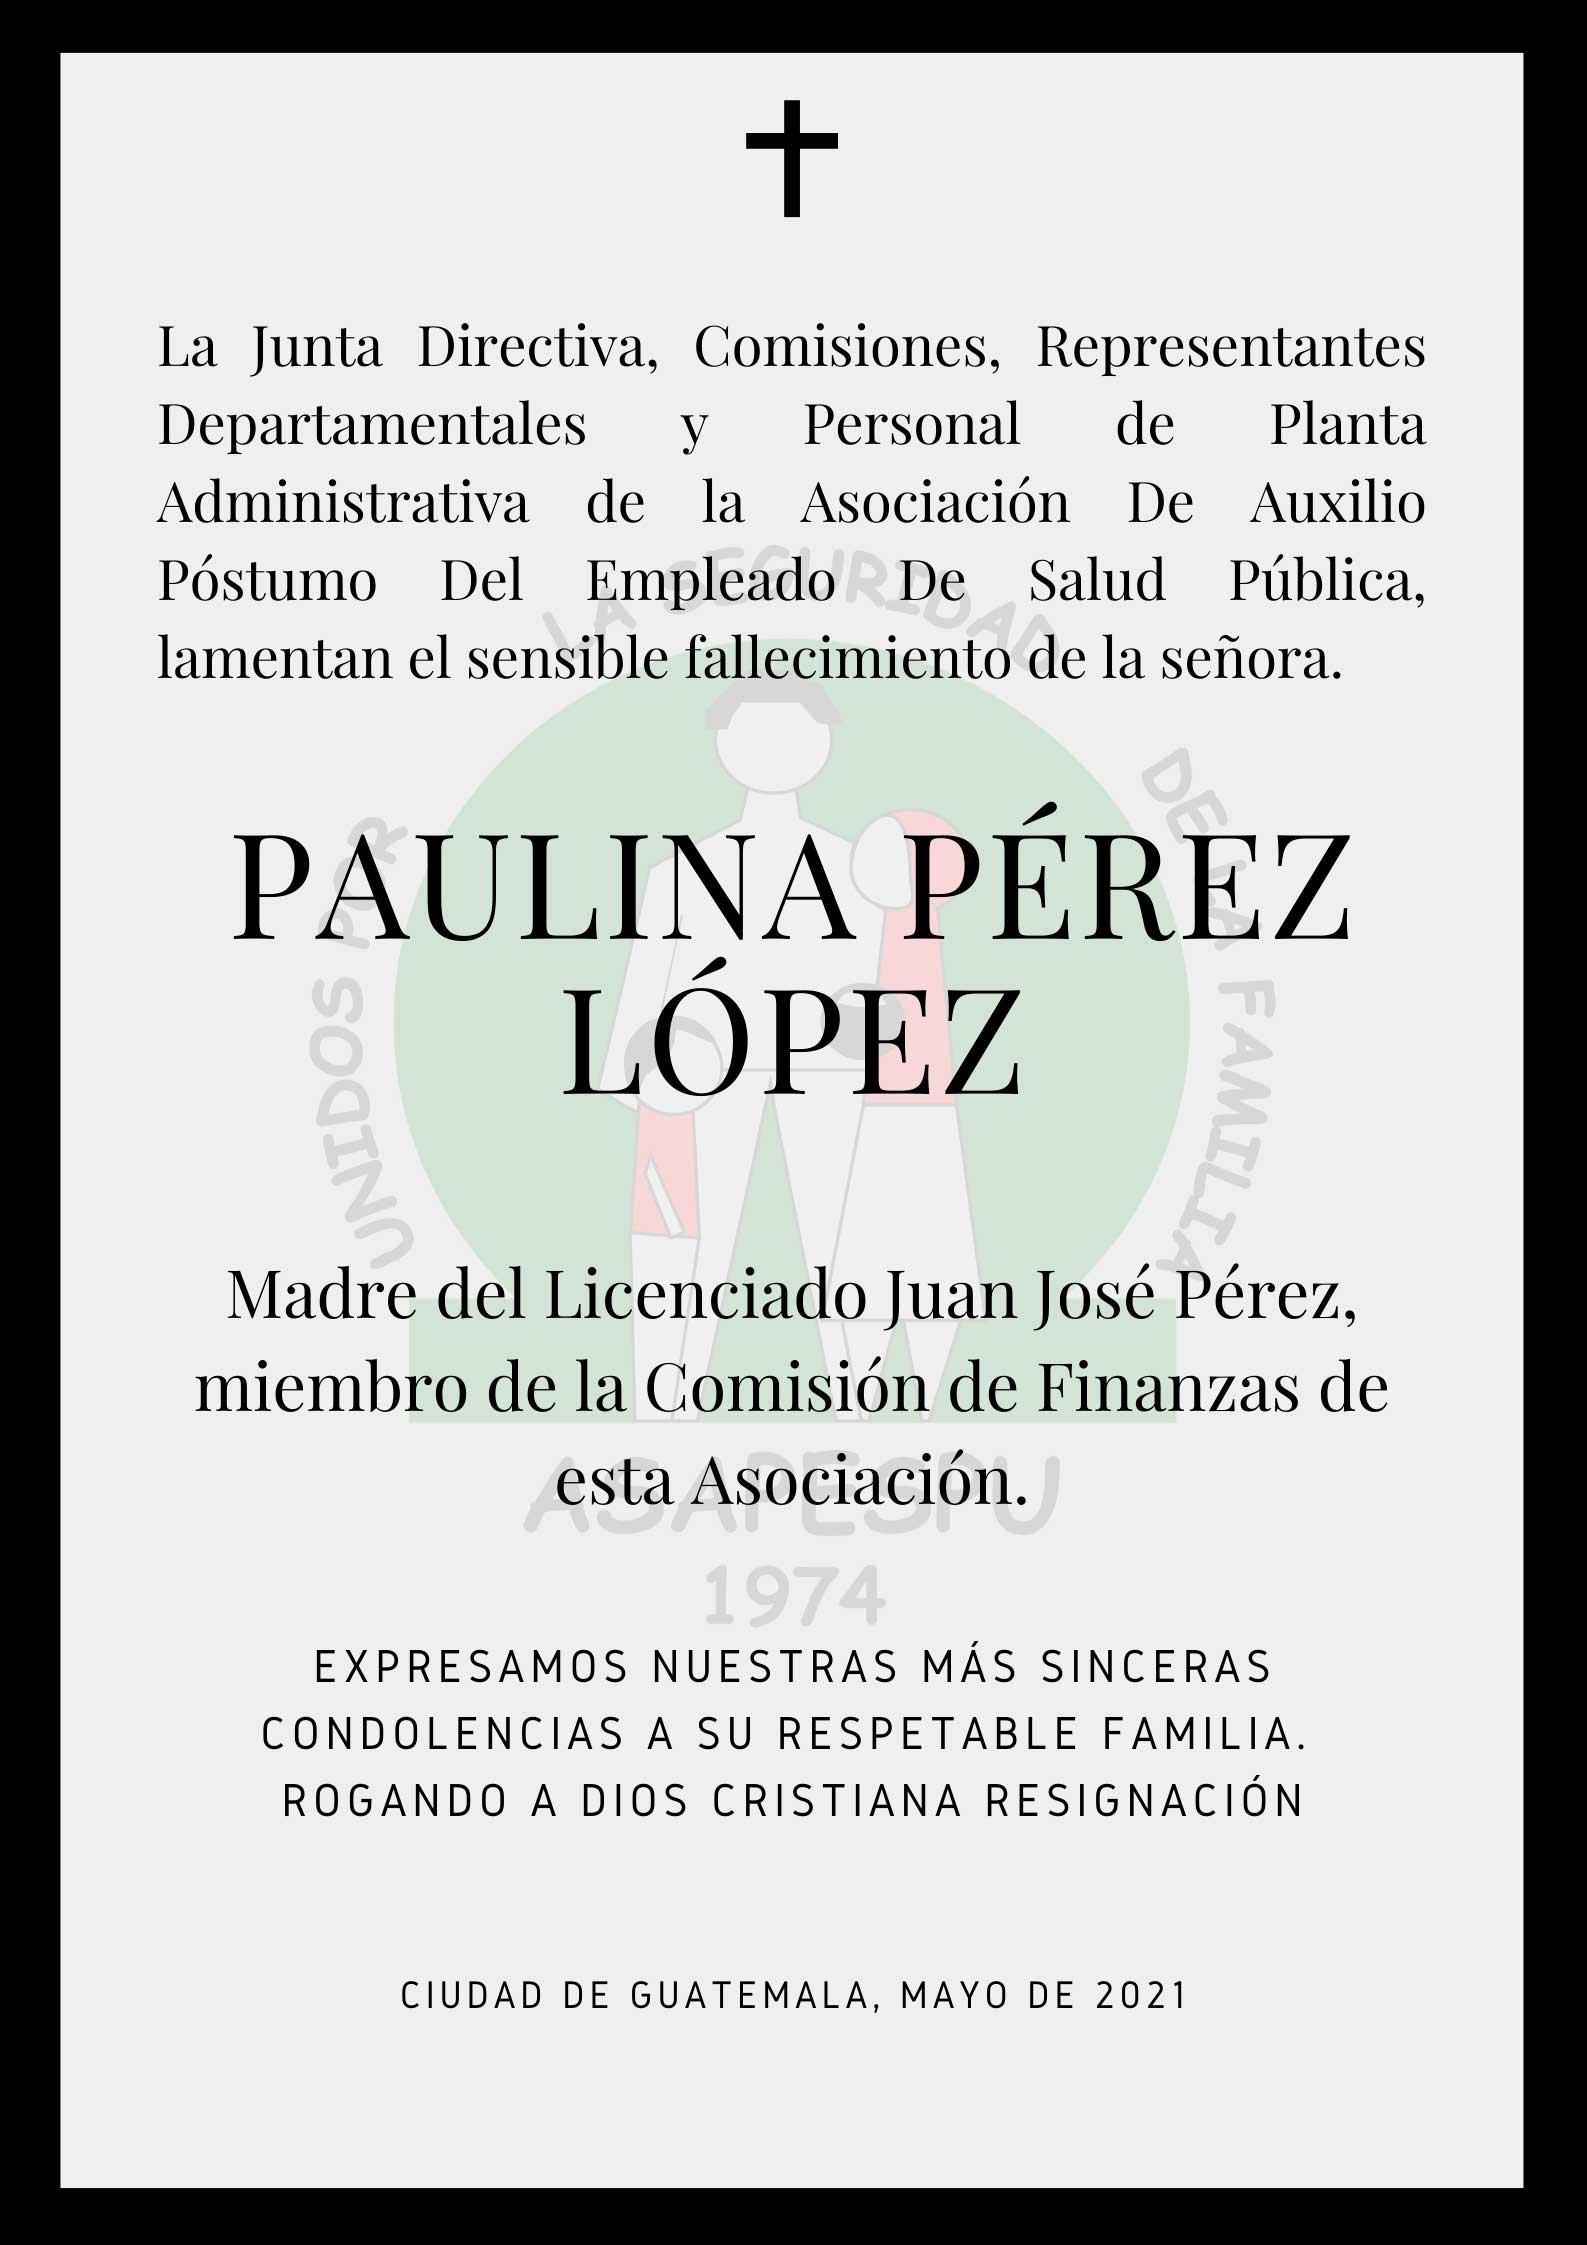 La Junta Directiva, Comisiones, Representantes
Departamentales y Personal de Planta
Administrativa de la Asociación De Auxilio
Póstumo Del Empleado De Salud Pública,
lamentan el sensible fallecimiento de la señora.
PAULINA PÉREZ
LÓPEZ
Madre del Licenciado Juan José Pérez,
miembro de la Comisión de Finanzas de
esta Asociación.
EXPRESAMOS NUESTRAS MÁS SINCERAS
CONDOLENCIAS A SU RESPETABLE FAMILIA.
ROGANDO A DIOS CRISTIANA RESIGNACIÓN
CIUDAD DE GUATEMALA, MAYO DE 2021
UNIDOS POR LA SEGURIDAD DE LA FAMILIA
ASAPESPU
1974